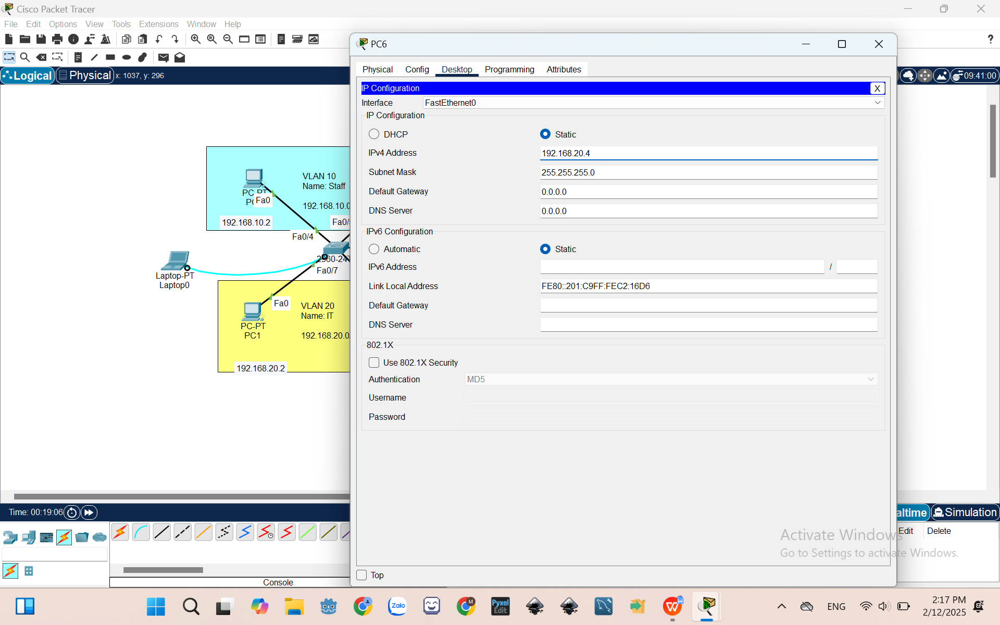 Cisco Packet Tracer
File Edit Options View Tools Extensions Window Help
Logical Physical x: 1037, y: 296
09:41:00
VLAN 10
Name: Staff
192.168.10.0
PC-PT
Fa0
192.168.10.2
Fa0/4
2960-24T
Fa0/7
Laptop-PT
Laptop0
Fa0
VLAN 20
Name: IT
PC-PT
PC1
192.168.20.0
192.168.20.2
PC6
Physical Config Desktop Programming Attributes
IP Configuration X
Interface FastEthernet0
IP Configuration
DHCP Static
IPv4 Address 192.168.20.4
Subnet Mask 255.255.255.0
Default Gateway 0.0.0.0
DNS Server 0.0.0.0
IPv6 Configuration
Automatic Static
IPv6 Address /
Link Local Address FE80::201:C9FF:FEC2:16D6
Default Gateway
DNS Server
802.1X
Use 802.1X Security
Authentication MD5
Username
Password
Top
Time: 00:19:06
altime Simulation
Edit Delete
Activate Windows
Go to Settings to activate Windows.
Console
Zalo
Pyxel
Edit
ENG
2:17 PM
2/12/2025